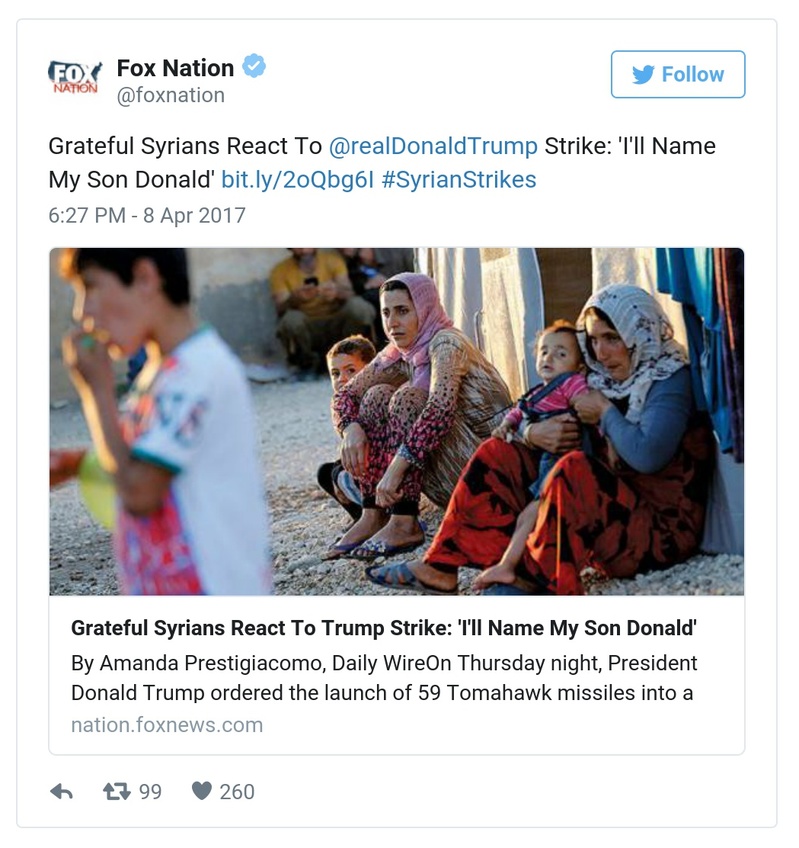 FOX
NATION
Fox Nation
@foxnation
Follow
Grateful Syrians React To @realDonaldTrump Strike: 'I'll Name
My Son Donald' bit.ly/2oQbg6I #SyrianStrikes
6:27 PM - 8 Apr 2017
Grateful Syrians React To Trump Strike: 'I'll Name My Son Donald'
By Amanda Prestigiacomo, Daily WireOn Thursday night, President
Donald Trump ordered the launch of 59 Tomahawk missiles into a
nation.foxnews.com
99 260